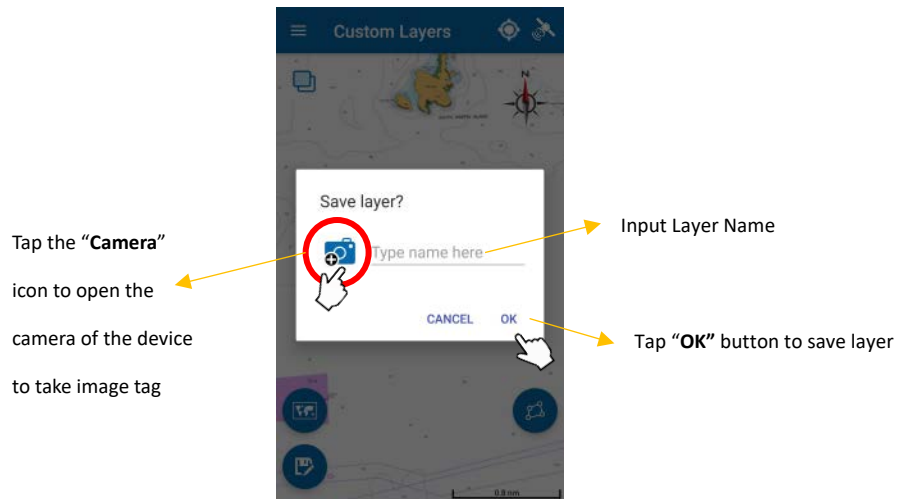 Custom Layers
N
Save layer?
Type name here
CANCEL OK
0.8 nm
Tap the “Camera”
icon to open the
camera of the device
to take image tag
Input Layer Name
Tap “OK” button to save layer